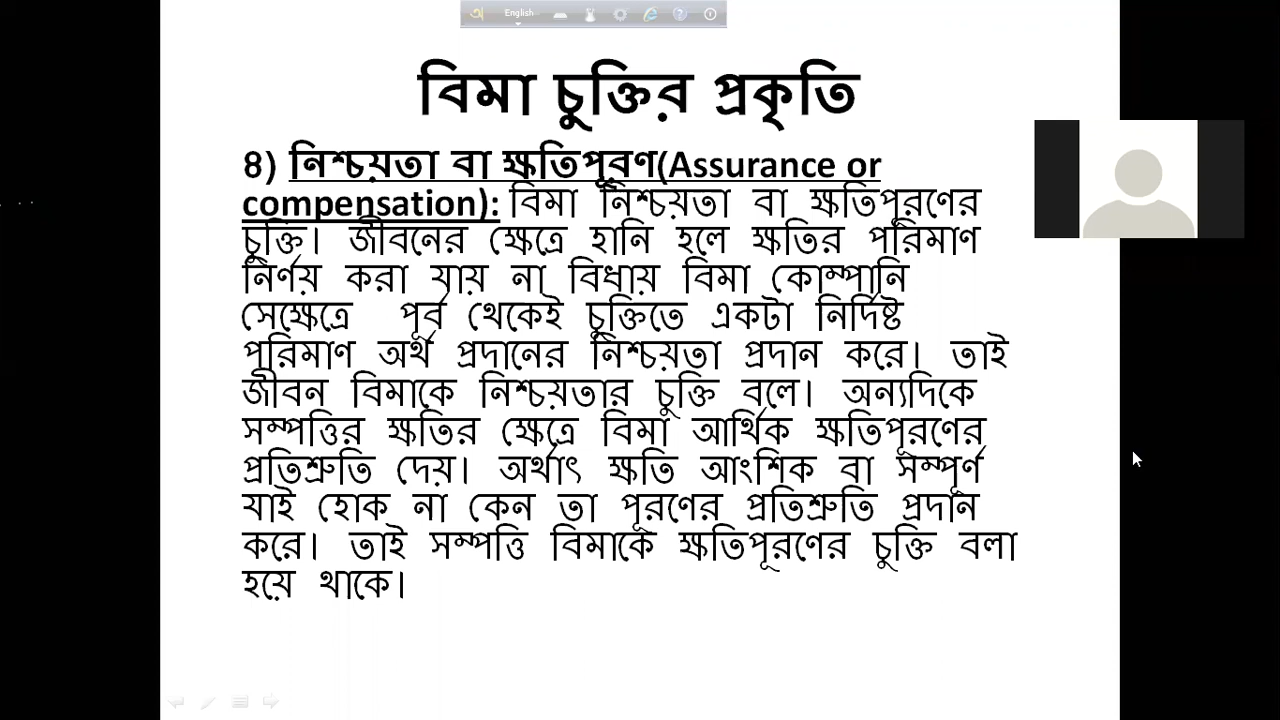 English
বিমা চুক্তির প্রকৃতি
8) নিশ্চয়তা বা ক্ষতিপূরণ(Assurance or
compensation): বিমা নিশ্চয়তা বা ক্ষতিপূরণের
চুক্তি। জীবনের ক্ষেত্রে হানি হলে ক্ষতির পরিমাণ
নির্ণয় করা যায় না বিধায় বিমা কোম্পানি
সেক্ষেত্রে পূর্ব থেকেই চুক্তিতে একটা নির্দিষ্ট
পরিমাণ অর্থ প্রদানের নিশ্চয়তা প্রদান করে। তাই
জীবন বিমাকে নিশ্চয়তার চুক্তি বলে। অন্যদিকে
সম্পত্তির ক্ষতির ক্ষেত্রে বিমা আর্থিক ক্ষতিপূরণের
প্রতিশ্রুতি দেয়। অর্থাৎ ক্ষতি আংশিক বা সম্পূর্ণ
যাই হোক না কেন তা পূরণের প্রতিশ্রুতি প্রদান
করে। তাই সম্পত্তি বিমাকে ক্ষতিপূরণের চুক্তি বলা
হয়ে থাকে।